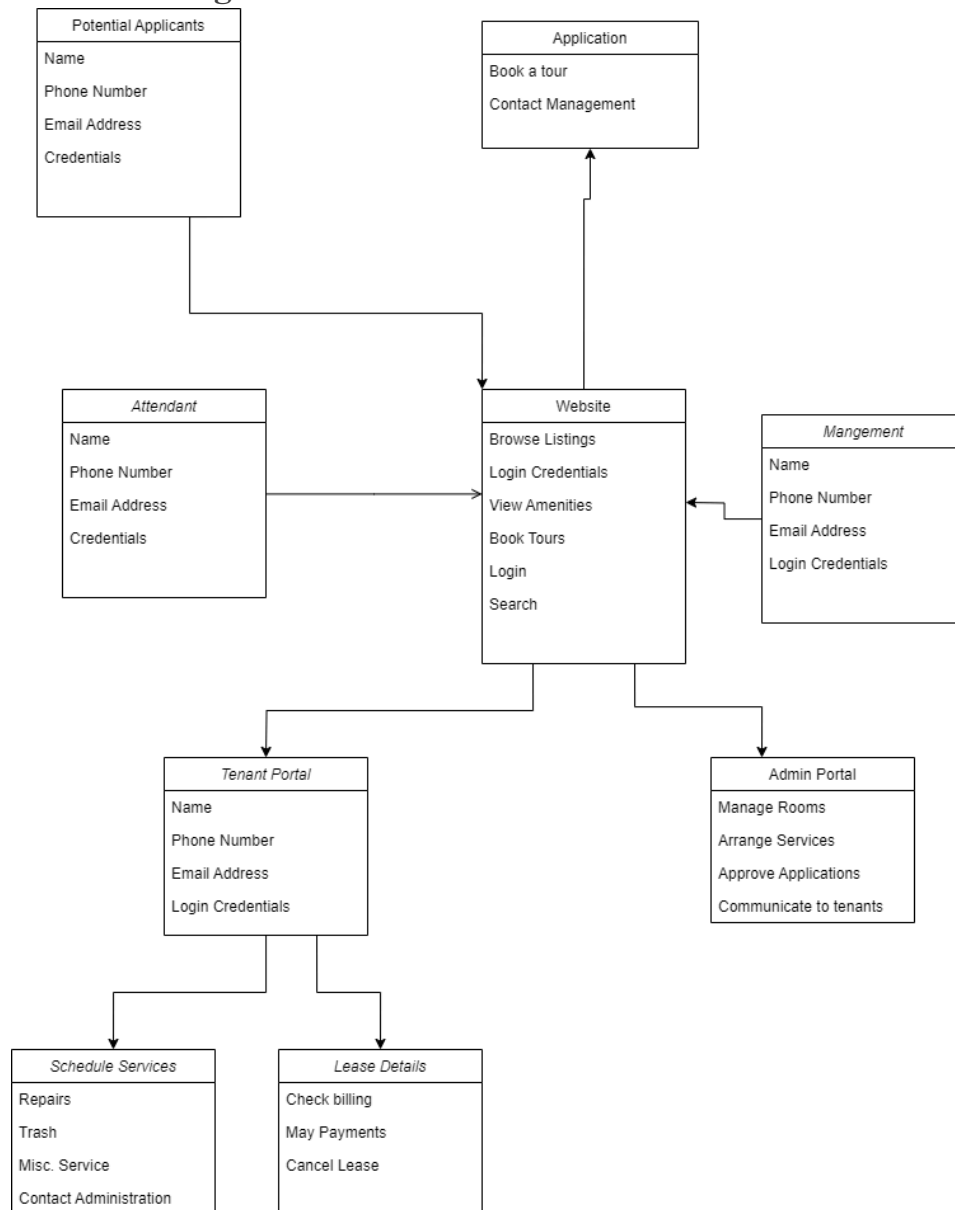 Potential Applicants
Name
Phone Number
Email Address
Credentials
Application
Book a tour
Contact Management
Attendant
Name
Phone Number
Email Address
Credentials
Website
Browse Listings
Login Credentials
View Amenities
Book Tours
Login
Search
Mangement
Name
Phone Number
Email Address
Login Credentials
Tenant Portal
Name
Phone Number
Email Address
Login Credentials
Admin Portal
Manage Rooms
Arrange Services
Approve Applications
Communicate to tenants
Schedule Services
Repairs
Trash
Misc. Service
Contact Administration
Lease Details
Check billing
May Payments
Cancel Lease